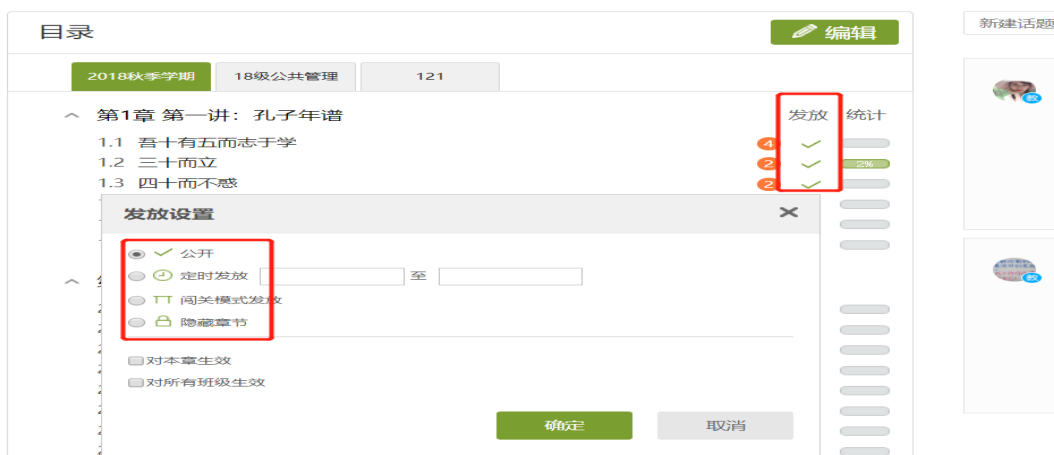 目录
编辑
新建话题
2018秋季学期 18级公共管理 121
第1章 第一讲：孔子年谱 发放 统计
1.1 吾十有五而志于学 4
1.2 三十而立 2 2%
1.3 四十而不惑 2
发放设置
公开
定时发放 至
闯关模式发放
隐藏章节
对本章生效
对所有班级生效
确定 取消
教
教